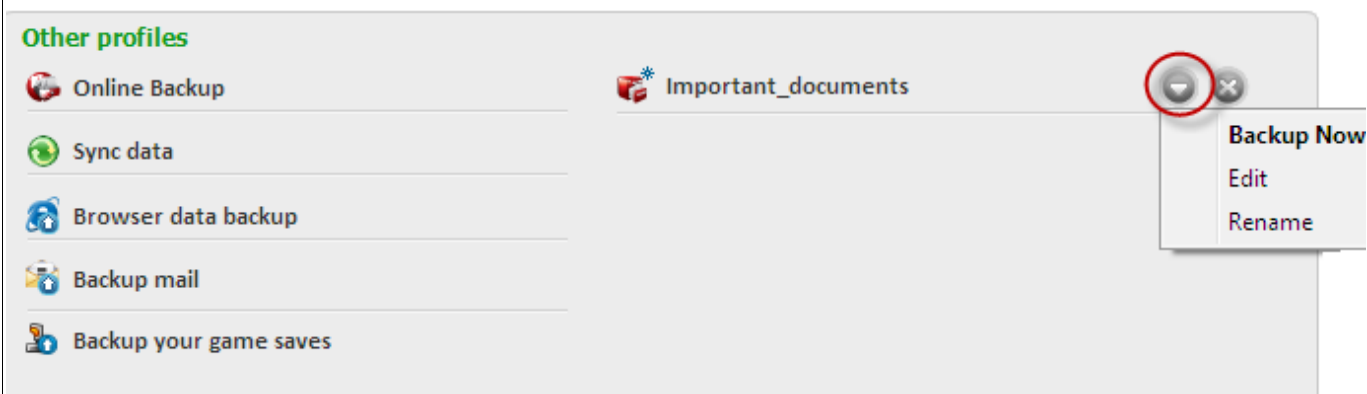 Other profiles
Online Backup
Sync data
Browser data backup
Backup mail
Backup your game saves
Important_documents
Backup Now
Edit
Rename